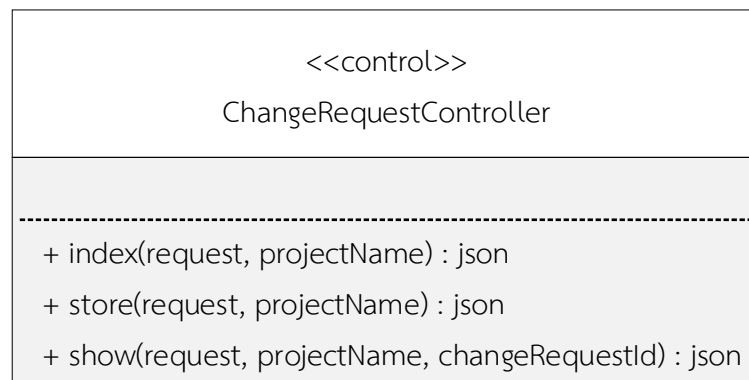 <<control>>
ChangeRequestController
+ index(request, projectName) : json
+ store(request, projectName) : json
+ show(request, projectName, changeRequestId) : json